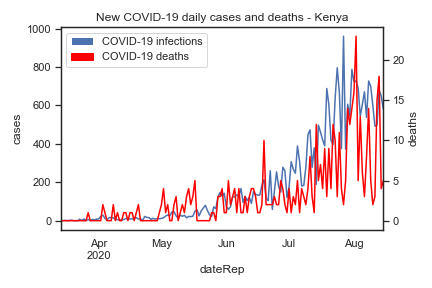 New COVID-19 daily cases and deaths - Kenya
COVID-19 infections
COVID-19 deaths
1000
800
600
400
200
0
cases
20
15
10
5
0
deaths
Apr
2020
May
Jun
Jul
Aug
dateRep